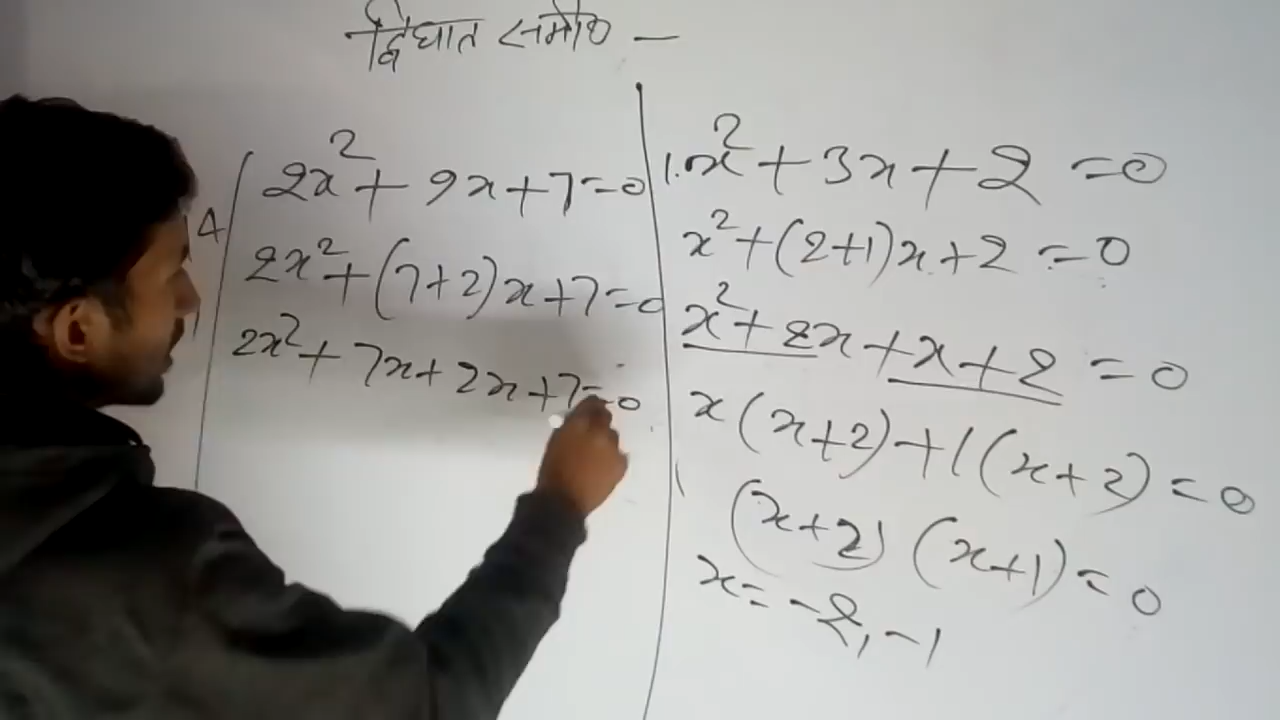 द्विघात समी० —
4
2x² + 9x + 7 = 0
2x² + (7+2)x + 7 = 0
2x² + 7x + 2x + 7 = 0
1. x² + 3x + 2 = 0
x² + (2+1)x + 2 = 0
x² + 2x + x + 2 = 0
x(x+2) + 1(x+2) = 0
(x+2) (x+1) = 0
x = -2, -1